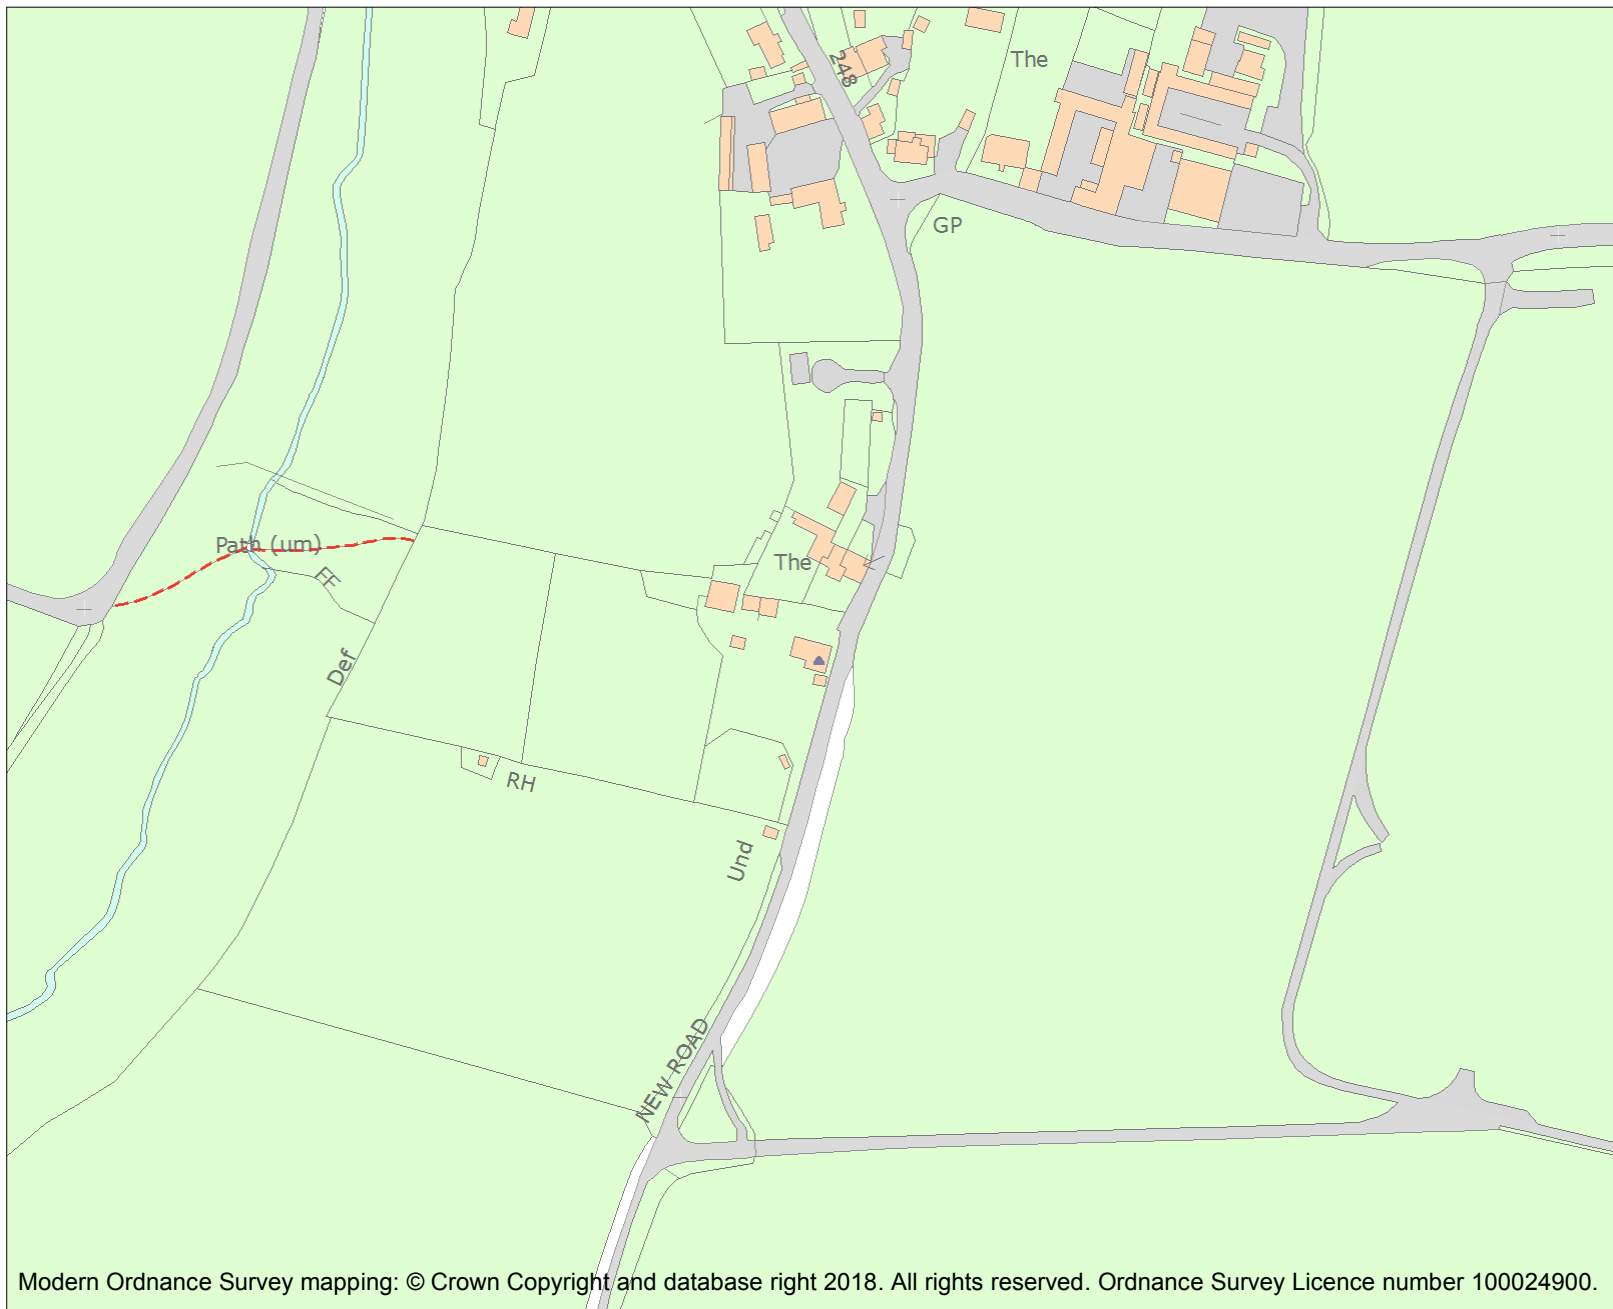 The
248
GP
Path (um)
The
FF
Def
RH
Und
NEW ROAD
Modern Ordnance Survey mapping: © Crown Copyright and database right 2018. All rights reserved. Ordnance Survey Licence number 100024900.